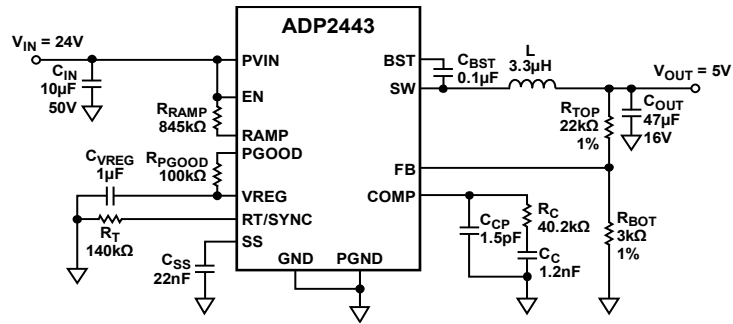 ADP2443
V_IN = 24V
C_IN
10µF
50V
PVIN
EN
R_RAMP
845kΩ
RAMP
PGOOD
C_VREG
1µF
R_PGOOD
100kΩ
VREG
RT/SYNC
R_T
140kΩ
SS
C_SS
22nF
GND
PGND
BST
C_BST
0.1µF
SW
L
3.3µH
V_OUT = 5V
R_TOP
22kΩ
1%
C_OUT
47µF
16V
FB
COMP
C_CP
1.5pF
R_C
40.2kΩ
C_C
1.2nF
R_BOT
3kΩ
1%